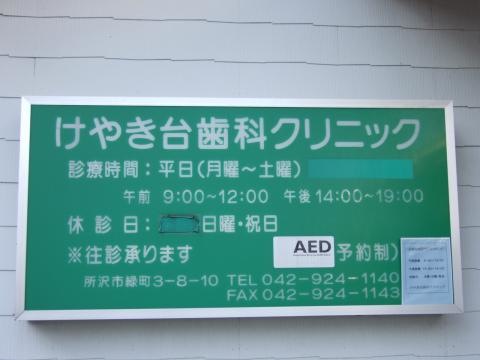 けやき台歯科クリニック
診療時間：平日(月曜～土曜)
午前 9:00～12:00 午後 14:00～19:00
休診日： 日曜・祝日
※往診承ります AED 予約制)
所沢市緑町3-8-10 TEL 042-924-1140
FAX 042-924-1143